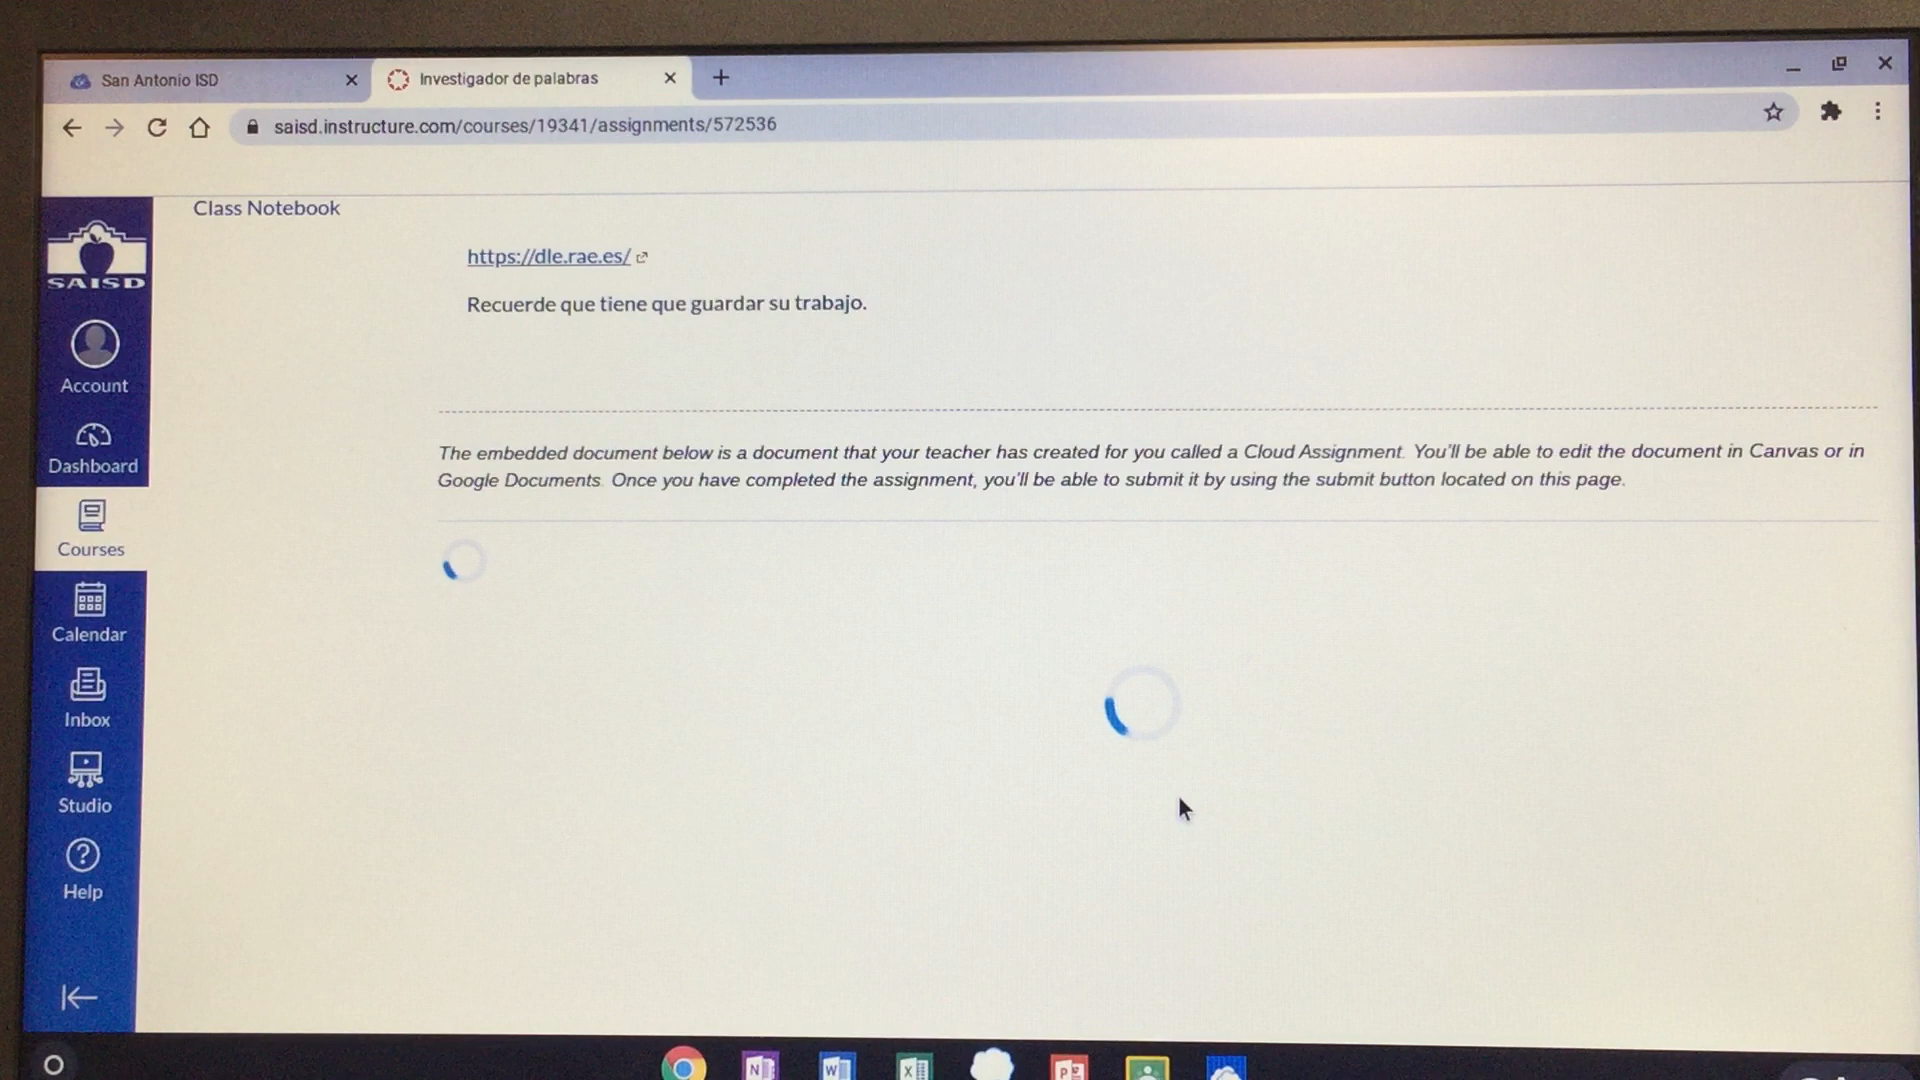 San Antonio ISD
Investigador de palabras
saisd.instructure.com/courses/19341/assignments/572536
Class Notebook
https://dle.rae.es/
Recuerde que tiene que guardar su trabajo.
The embedded document below is a document that your teacher has created for you called a Cloud Assignment. You'll be able to edit the document in Canvas or in
Google Documents. Once you have completed the assignment, you'll be able to submit it by using the submit button located on this page.
SAISD
Account
Dashboard
Courses
Calendar
Inbox
Studio
Help
N
W
X
P